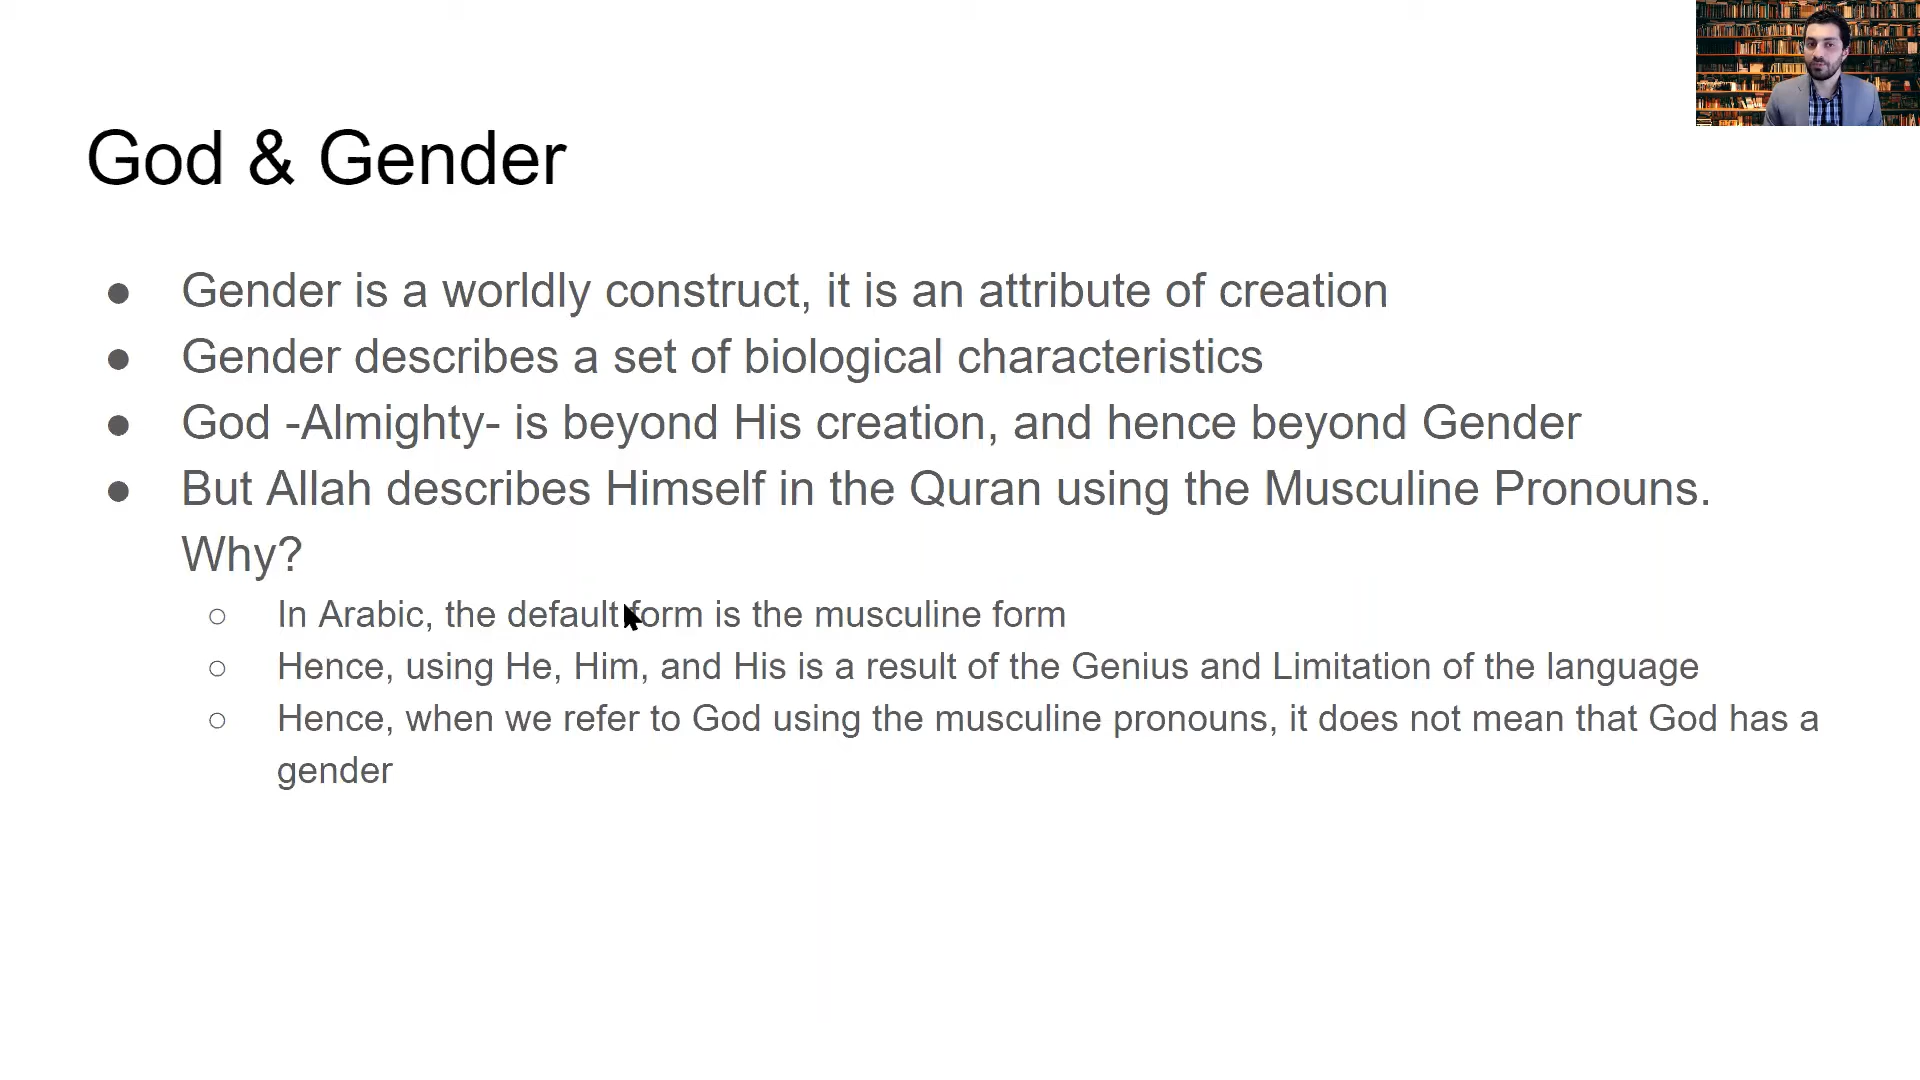 God & Gender
● Gender is a worldly construct, it is an attribute of creation
● Gender describes a set of biological characteristics
● God -Almighty- is beyond His creation, and hence beyond Gender
● But Allah describes Himself in the Quran using the Musculine Pronouns.
Why?
○ In Arabic, the default form is the musculine form
○ Hence, using He, Him, and His is a result of the Genius and Limitation of the language
○ Hence, when we refer to God using the musculine pronouns, it does not mean that God has a
gender